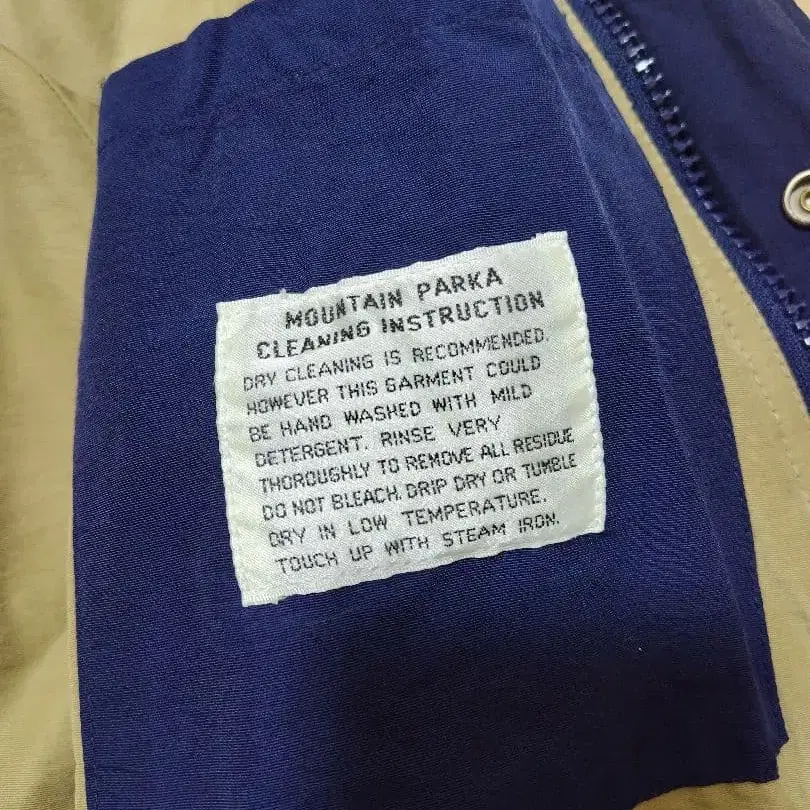 MOUNTAIN PARKA
CLEANING INSTRUCTION
DRY CLEANING IS RECOMMENDED.
HOWEVER THIS GARMENT COULD
BE HAND WASHED WITH MILD
DETERGENT. RINSE VERY
THOROUGHLY TO REMOVE ALL RESIDUE
DO NOT BLEACH. DRIP DRY OR TUMBLE
DRY IN LOW TEMPERATURE.
TOUCH UP WITH STEAM IRON.